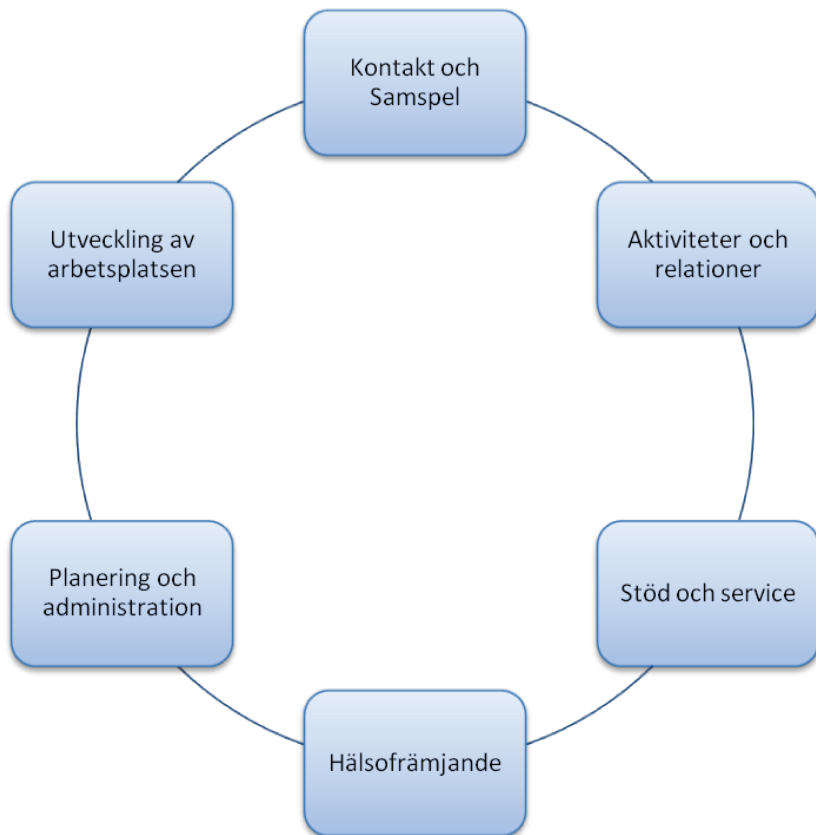 Kontakt och
Samspel
Aktiviteter och
relationer
Stöd och service
Hälsofrämjande
Planering och
administration
Utveckling av
arbetsplatsen